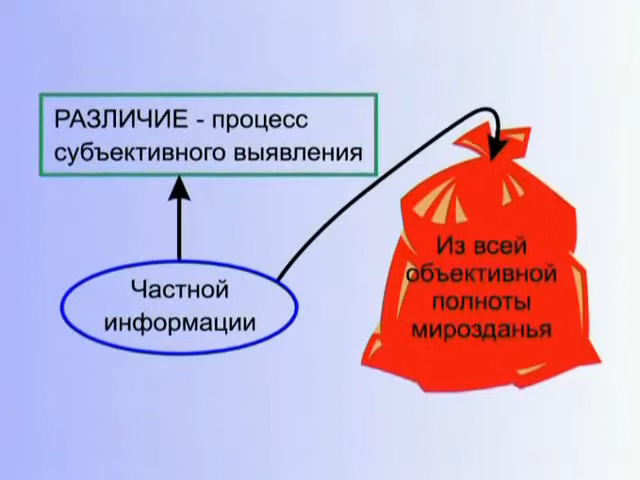 РАЗЛИЧИЕ - процесс
субъективного выявления
Частной
информации
Из всей
объективной
полноты
мирозданья